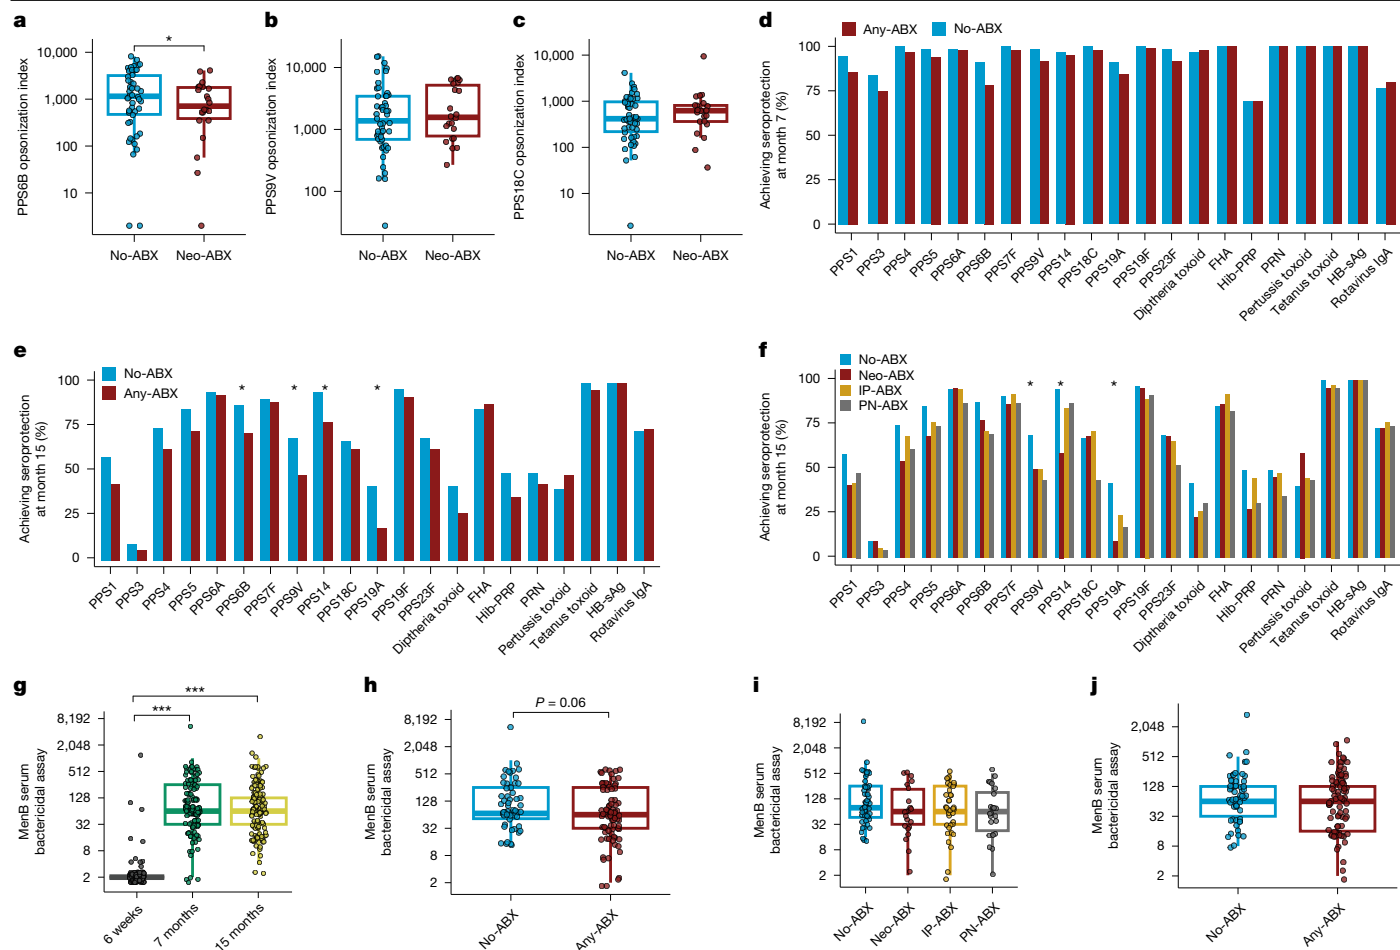 a
PPS6B opsonization index
10,000
1,000
100
10
*
No-ABX
Neo-ABX
b
PPS9V opsonization index
10,000
1,000
100
No-ABX
Neo-ABX
c
PPS18C opsonization index
10,000
1,000
100
10
No-ABX
Neo-ABX
d
Any-ABX
No-ABX
Achieving seroprotection
at month 7 (%)
100
75
50
25
0
PPS1
PPS3
PPS4
PPS5
PPS6A
PPS6B
PPS7F
PPS9V
PPS14
PPS18C
PPS19A
PPS19F
PPS23F
Diptheria toxoid
FHA
Hib-PRP
PRN
Pertussis toxoid
Tetanus toxoid
HB-sAg
Rotavirus IgA
e
No-ABX
Any-ABX
Achieving seroprotection
at month 15 (%)
100
75
50
25
0
*
*
*
*
PPS1
PPS3
PPS4
PPS5
PPS6A
PPS6B
PPS7F
PPS9V
PPS14
PPS18C
PPS19A
PPS19F
PPS23F
Diptheria toxoid
FHA
Hib-PRP
PRN
Pertussis toxoid
Tetanus toxoid
HB-sAg
Rotavirus IgA
f
No-ABX
Neo-ABX
IP-ABX
PN-ABX
Achieving seroprotection
at month 15 (%)
100
75
50
25
0
*
*
*
PPS1
PPS3
PPS4
PPS5
PPS6A
PPS6B
PPS7F
PPS9V
PPS14
PPS18C
PPS19A
PPS19F
PPS23F
Diptheria toxoid
FHA
Hib-PRP
PRN
Pertussis toxoid
Tetanus toxoid
HB-sAg
Rotavirus IgA
g
MenB serum
bactericidal assay
8,192
2,048
512
128
32
8
2
***
***
6 weeks
7 months
15 months
h
MenB serum
bactericidal assay
8,192
2,048
512
128
32
8
2
P = 0.06
No-ABX
Any-ABX
i
MenB serum
bactericidal assay
8,192
2,048
512
128
32
8
2
No-ABX
Neo-ABX
IP-ABX
PN-ABX
j
MenB serum
bactericidal assay
2,048
512
128
32
8
2
No-ABX
Any-ABX